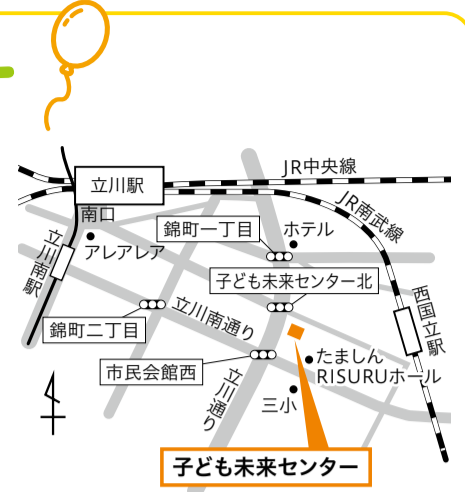 JR中央線
立川駅
JR南武線
南口
錦町一丁目
ホテル
アレアレア
立川南駅
子ども未来センター北
西国立駅
立川南通り
錦町二丁目
たましん
RISURUホール
市民会館西
立川通り
三小
子ども未来センター